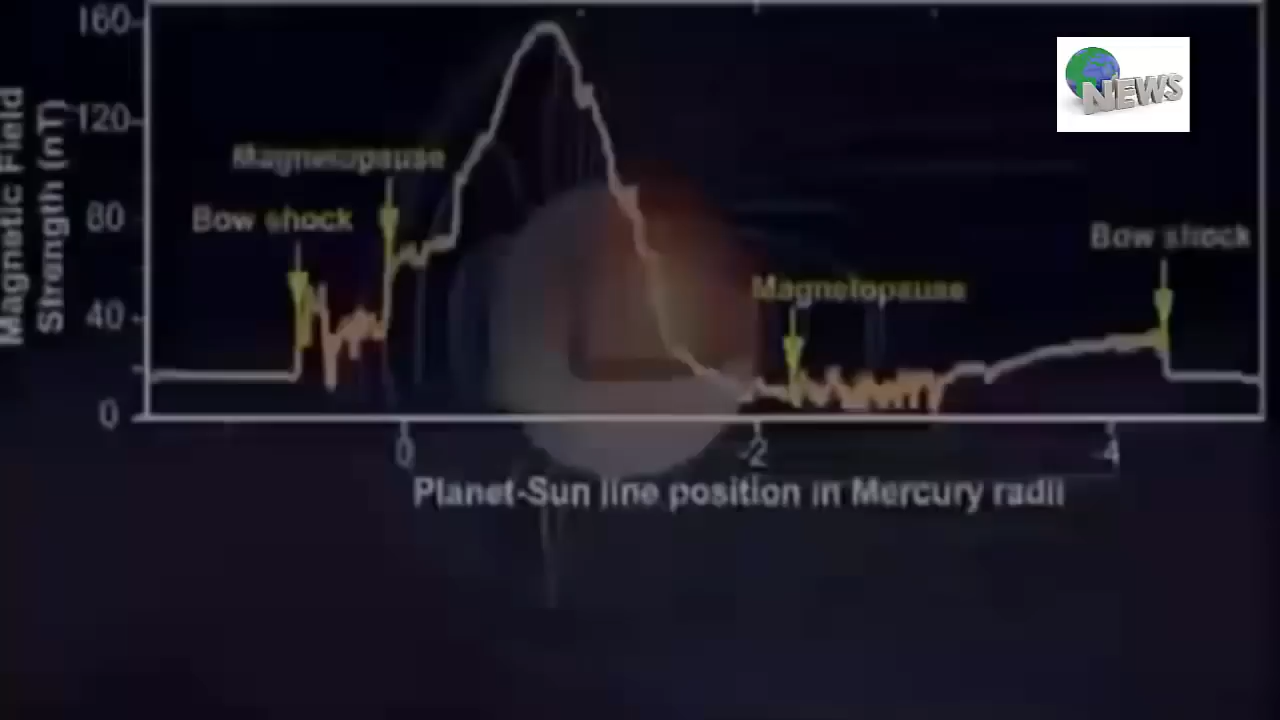 160
NEWS
120
Magnetic Field
Strength (nT)
Magnetopause
80
Bow shock
Bow shock
Magnetopause
40
0
0
-2
-4
Planet-Sun line position in Mercury radii